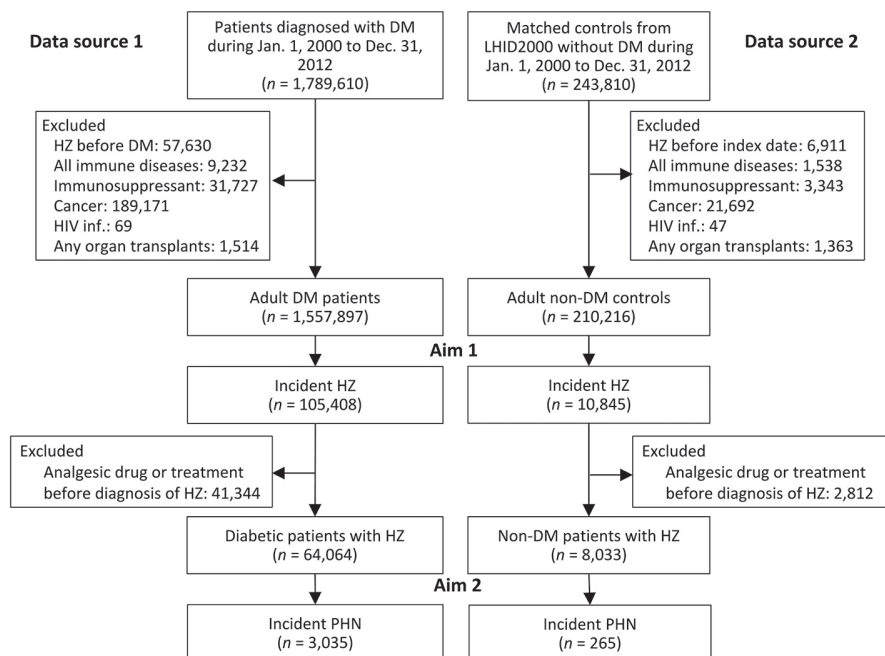 Data source 1
Patients diagnosed with DM
during Jan. 1, 2000 to Dec. 31,
2012
(n = 1,789,610)
Matched controls from
LHID2000 without DM during
Jan. 1, 2000 to Dec. 31, 2012
(n = 243,810)
Data source 2
Excluded
HZ before DM: 57,630
All immune diseases: 9,232
Immunosuppressant: 31,727
Cancer: 189,171
HIV inf.: 69
Any organ transplants: 1,514
Excluded
HZ before index date: 6,911
All immune diseases: 1,538
Immunosuppressant: 3,343
Cancer: 21,692
HIV inf.: 47
Any organ transplants: 1,363
Adult DM patients
(n = 1,557,897)
Adult non-DM controls
(n = 210,216)
Aim 1
Incident HZ
(n = 105,408)
Incident HZ
(n = 10,845)
Excluded
Analgesic drug or treatment
before diagnosis of HZ: 41,344
Excluded
Analgesic drug or treatment
before diagnosis of HZ: 2,812
Diabetic patients with HZ
(n = 64,064)
Non-DM patients with HZ
(n = 8,033)
Aim 2
Incident PHN
(n = 3,035)
Incident PHN
(n = 265)